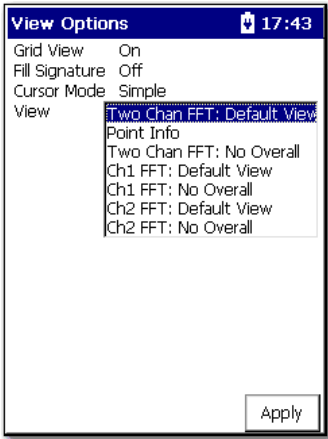 View Options 17:43
Grid View On
Fill Signature Off
Cursor Mode Simple
View Two Chan FFT: Default View
Point Info
Two Chan FFT: No Overall
Ch1 FFT: Default View
Ch1 FFT: No Overall
Ch2 FFT: Default View
Ch2 FFT: No Overall
Apply